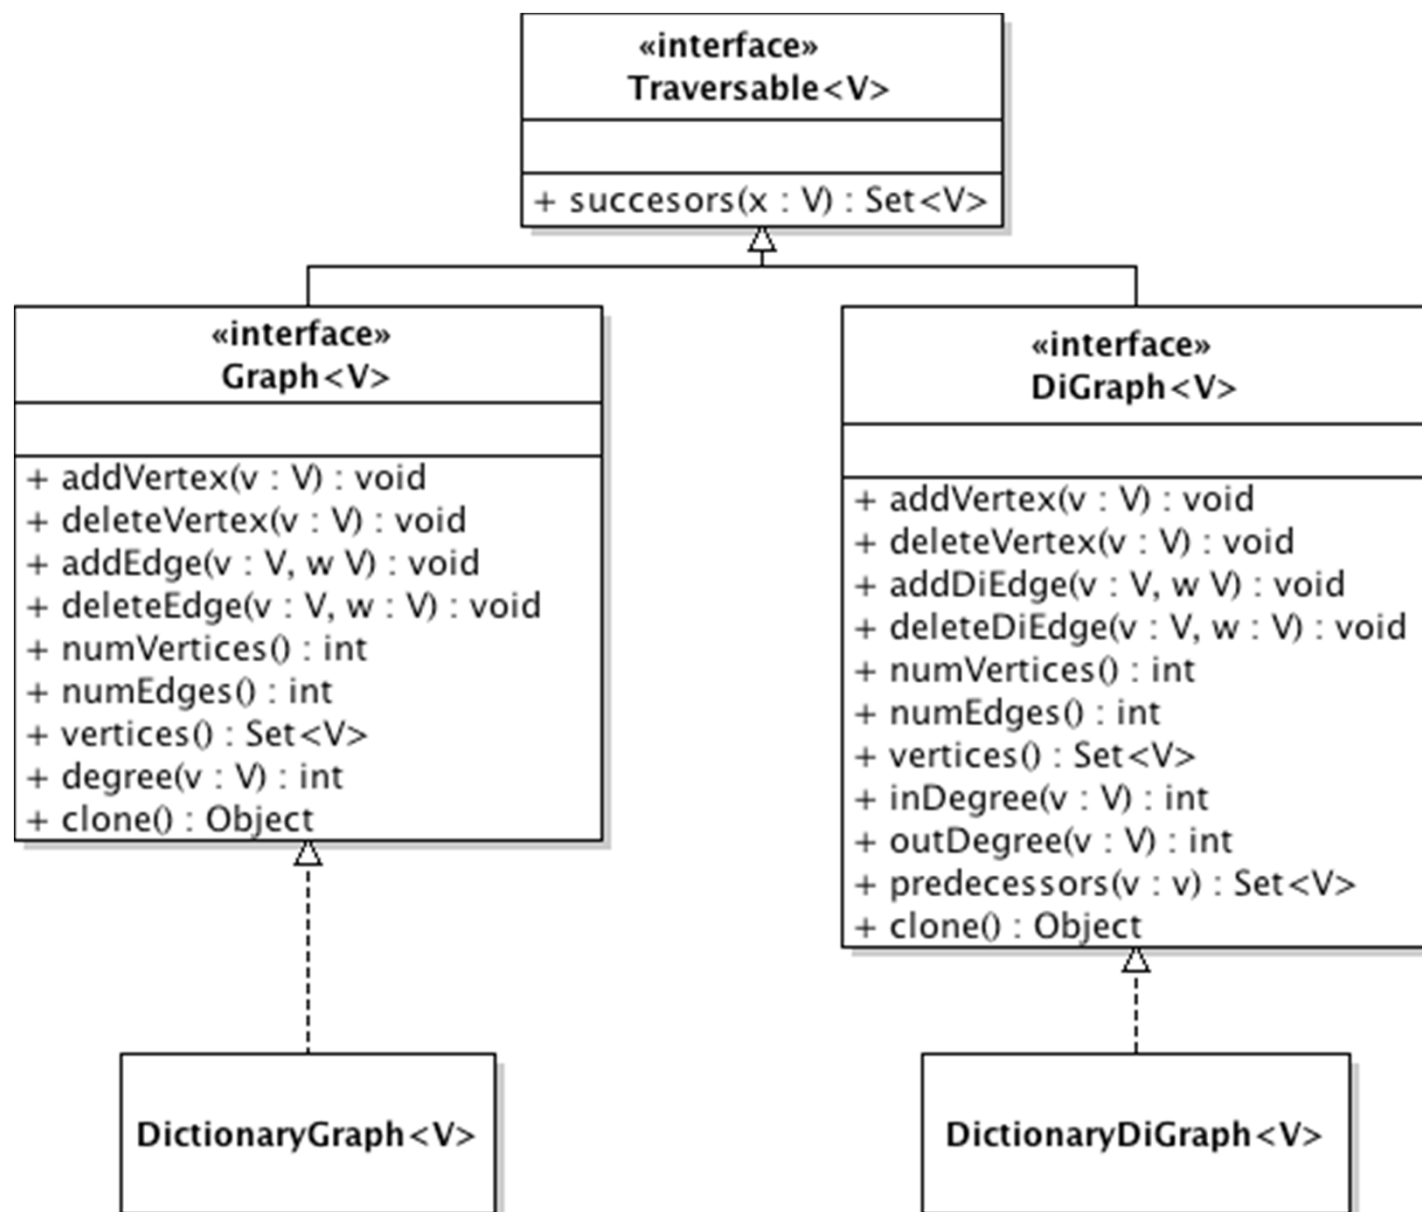 «interface»
Traversable<V>
+ succesors(x : V) : Set<V>
«interface»
Graph<V>
+ addVertex(v : V) : void
+ deleteVertex(v : V) : void
+ addEdge(v : V, w V) : void
+ deleteEdge(v : V, w : V) : void
+ numVertices() : int
+ numEdges() : int
+ vertices() : Set<V>
+ degree(v : V) : int
+ clone() : Object
«interface»
DiGraph<V>
+ addVertex(v : V) : void
+ deleteVertex(v : V) : void
+ addDiEdge(v : V, w V) : void
+ deleteDiEdge(v : V, w : V) : void
+ numVertices() : int
+ numEdges() : int
+ vertices() : Set<V>
+ inDegree(v : V) : int
+ outDegree(v : V) : int
+ predecessors(v : v) : Set<V>
+ clone() : Object
DictionaryGraph<V>
DictionaryDiGraph<V>